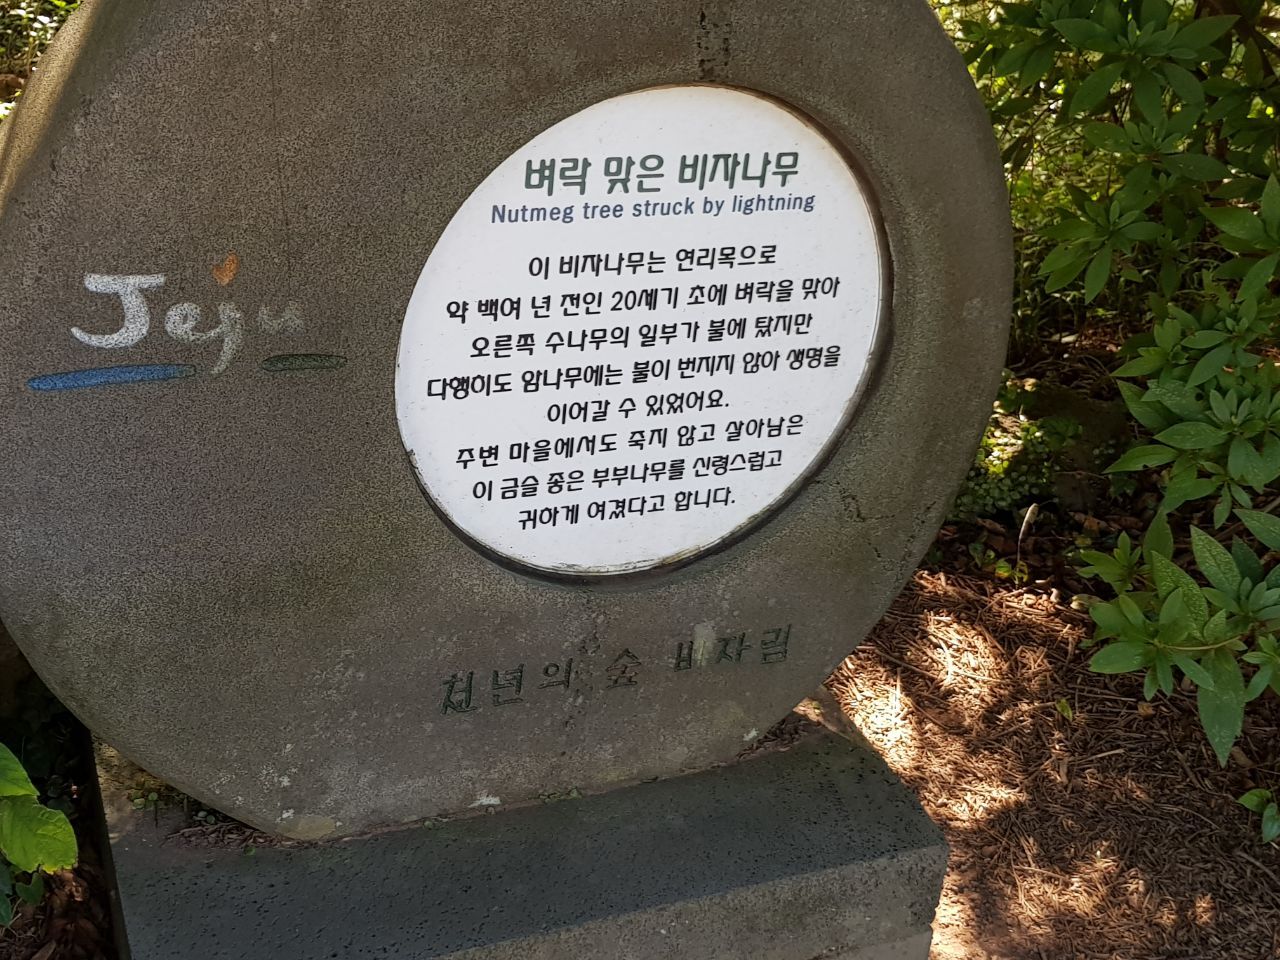 Jeju
벼락 맞은 비자나무
Nutmeg tree struck by lightning
이 비자나무는 연리목으로
약 백여 년 전인 20세기 초에 벼락을 맞아
오른쪽 수나무의 일부가 불에 탔지만
다행히도 암나무에는 불이 번지지 않아 생명을
이어갈 수 있었어요.
주변 마을에서도 죽지 않고 살아남은
이 금슬 좋은 부부나무를 신령스럽고
귀하게 여겼다고 합니다.
천년의 숲 비자림